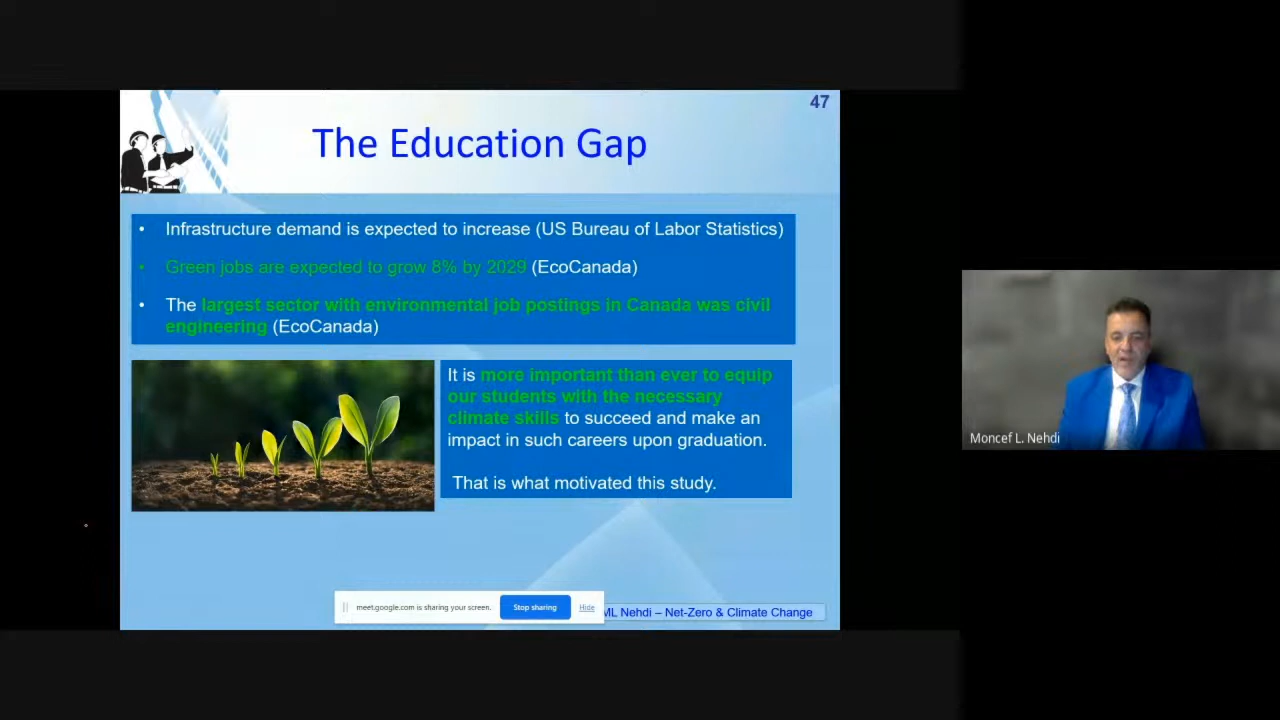 47
The Education Gap
• Infrastructure demand is expected to increase (US Bureau of Labor Statistics)
• Green jobs are expected to grow 8% by 2029 (EcoCanada)
• The largest sector with environmental job postings in Canada was civil
engineering (EcoCanada)
It is more important than ever to equip
our students with the necessary
climate skills to succeed and make an
impact in such careers upon graduation.
That is what motivated this study.
meet.google.com is sharing your screen.
Stop sharing
Hide
ML Nehdi – Net-Zero & Climate Change
Moncef L. Nehdi